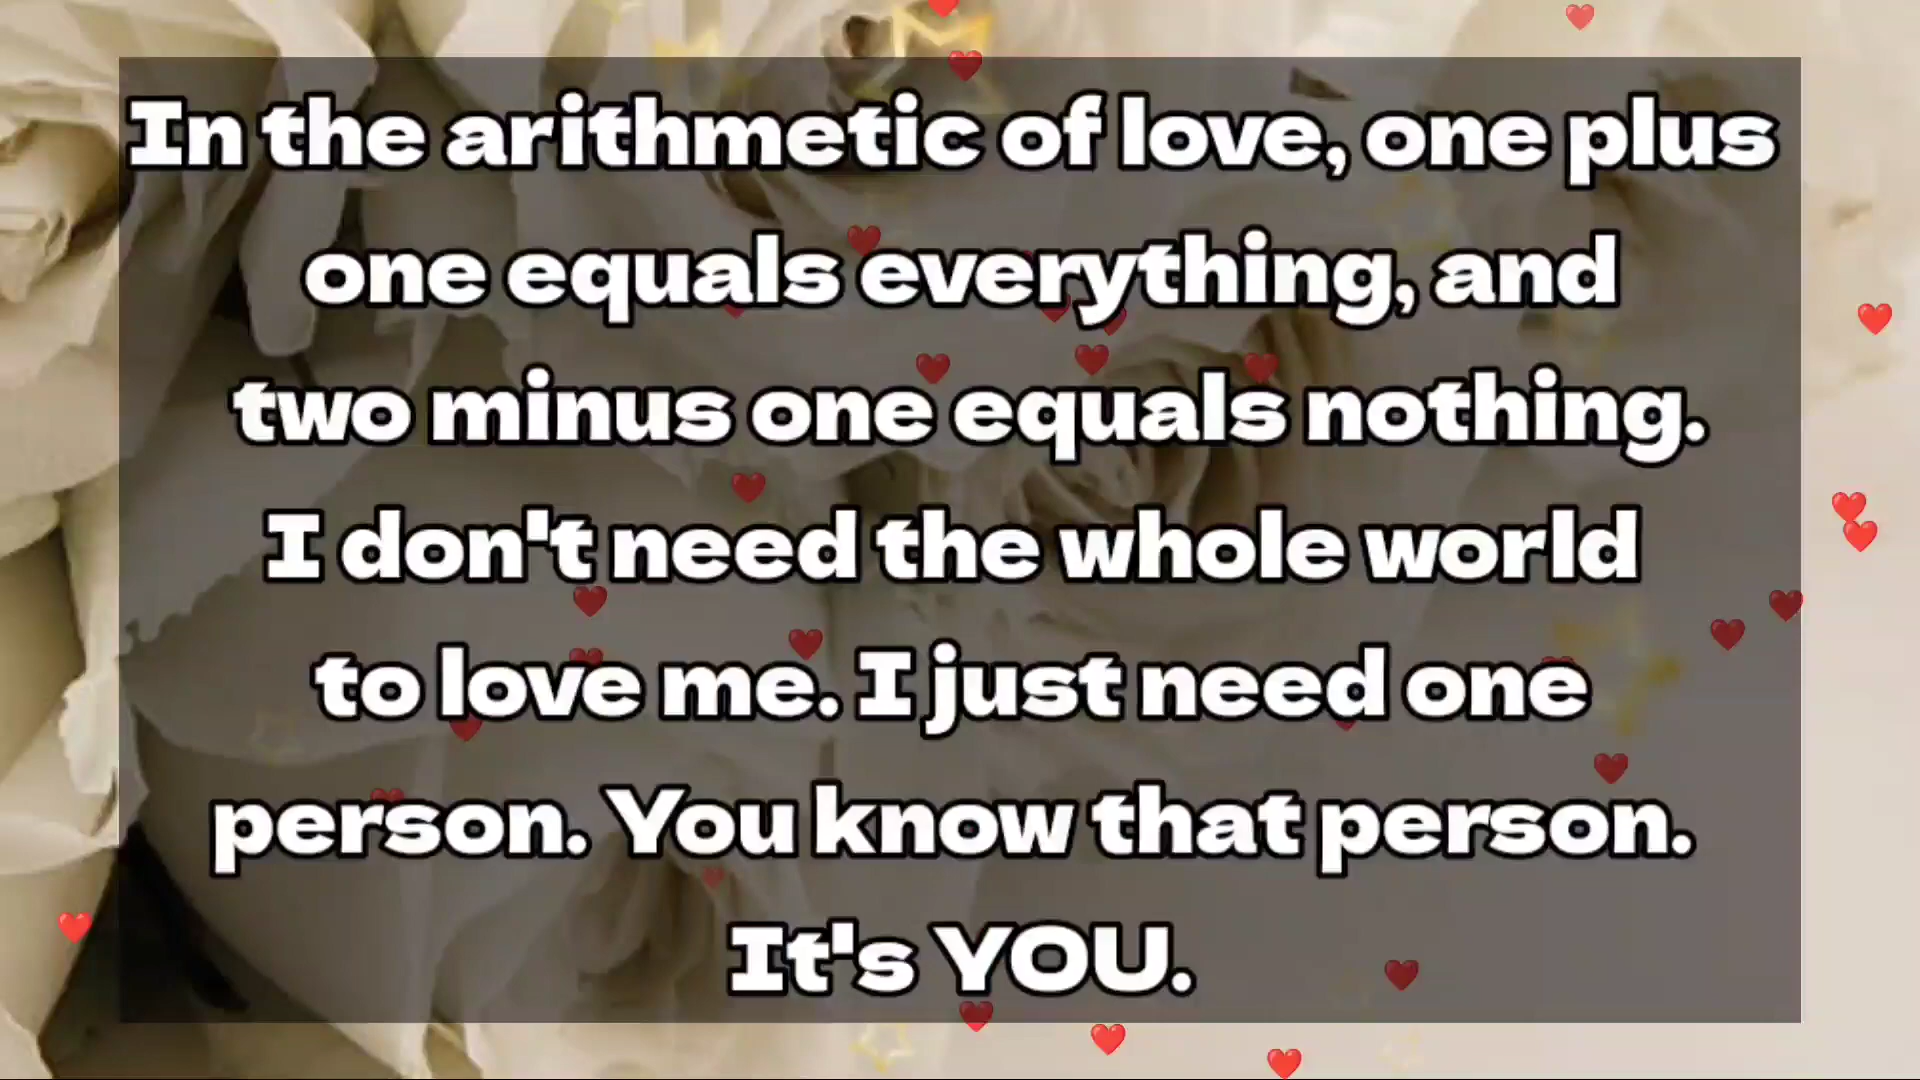 In the arithmetic of love, one plus
one equals everything, and
two minus one equals nothing.
I don't need the whole world
to love me. I just need one
person. You know that person.
It's YOU.